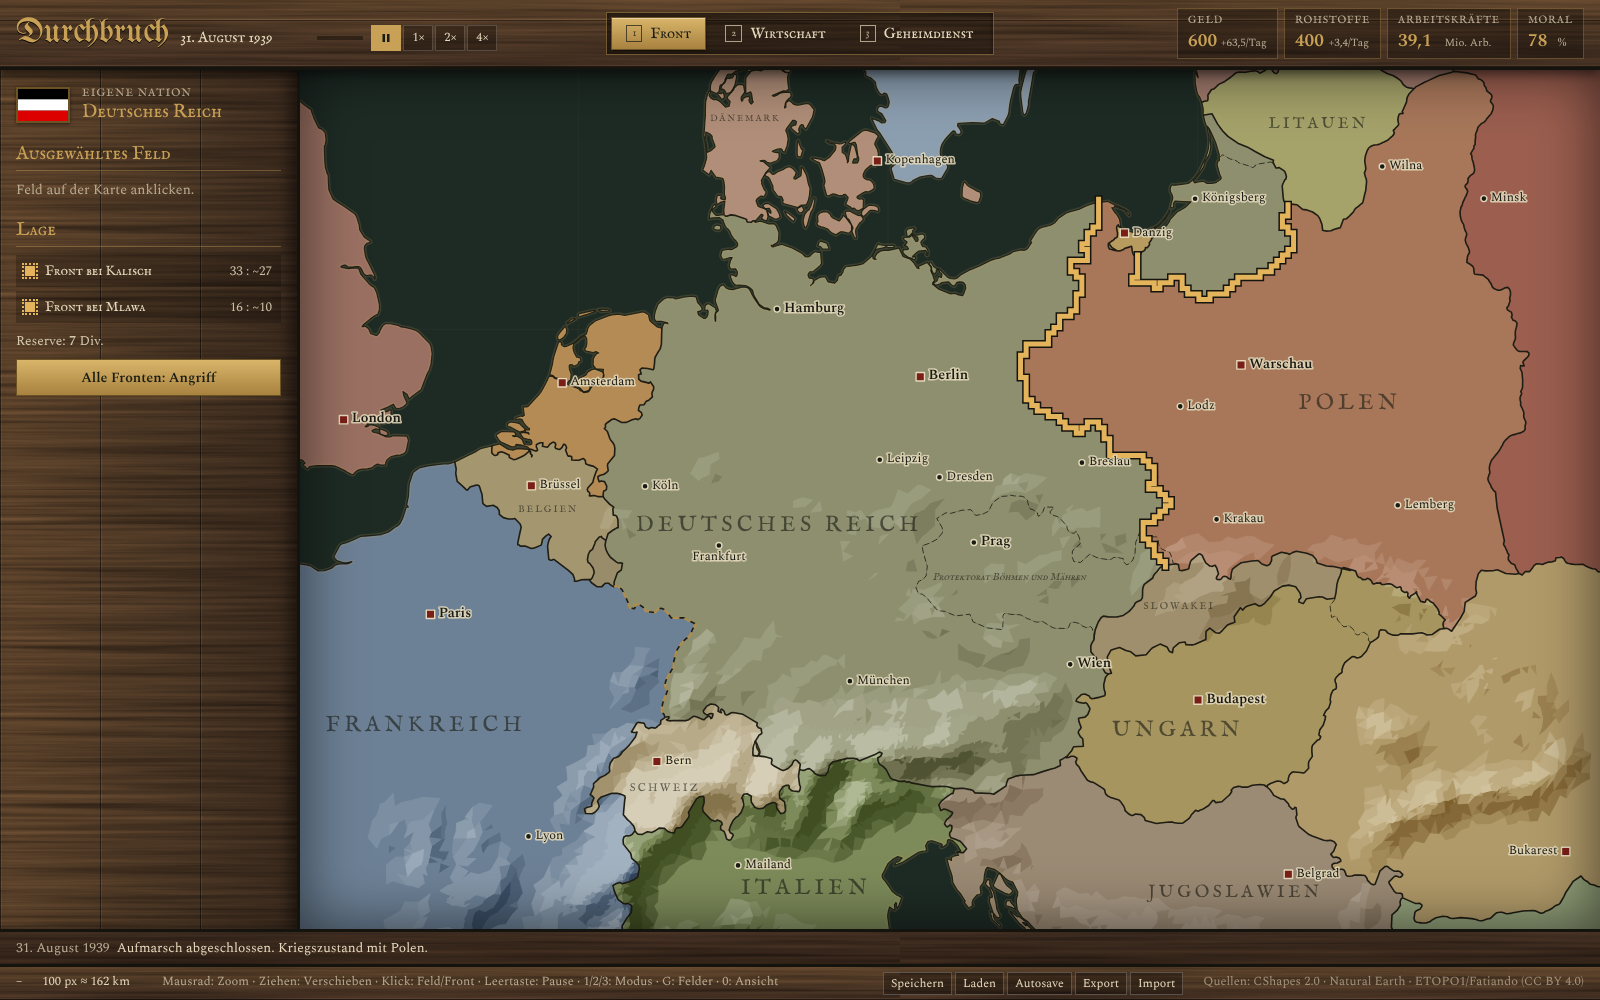 Durchbruch
31. August 1939
1×
2×
4×
1 Front
2 Wirtschaft
3 Geheimdienst
Geld
600 +63,5/Tag
Rohstoffe
400 +3,4/Tag
Arbeitskräfte
39,1 Mio. Arb.
Moral
78 %
Eigene Nation
Deutsches Reich
Ausgewähltes Feld
Feld auf der Karte anklicken.
Lage
Front bei Kalisch 33 : ~27
Front bei Mlawa 16 : ~10
Reserve: 7 Div.
Alle Fronten: Angriff
DÄNEMARK
LITAUEN
Kopenhagen
Wilna
Königsberg
Minsk
Danzig
Hamburg
Warschau
Berlin
Amsterdam
POLEN
Lodz
London
Leipzig
Breslau
Dresden
Brüssel
Köln
BELGIEN
Lemberg
Krakau
DEUTSCHES REICH
Prag
Frankfurt
Protektorat Böhmen und Mähren
SLOWAKEI
Paris
Wien
München
Budapest
FRANKREICH
UNGARN
Bern
SCHWEIZ
Lyon
Mailand
Bukarest
Belgrad
ITALIEN
JUGOSLAWIEN
31. August 1939 Aufmarsch abgeschlossen. Kriegszustand mit Polen.
– 100 px ≈ 162 km Mausrad: Zoom · Ziehen: Verschieben · Klick: Feld/Front · Leertaste: Pause · 1/2/3: Modus · G: Felder · 0: Ansicht
Speichern
Laden
Autosave
Export
Import
Quellen: CShapes 2.0 · Natural Earth · ETOPO1/Fatiando (CC BY 4.0)